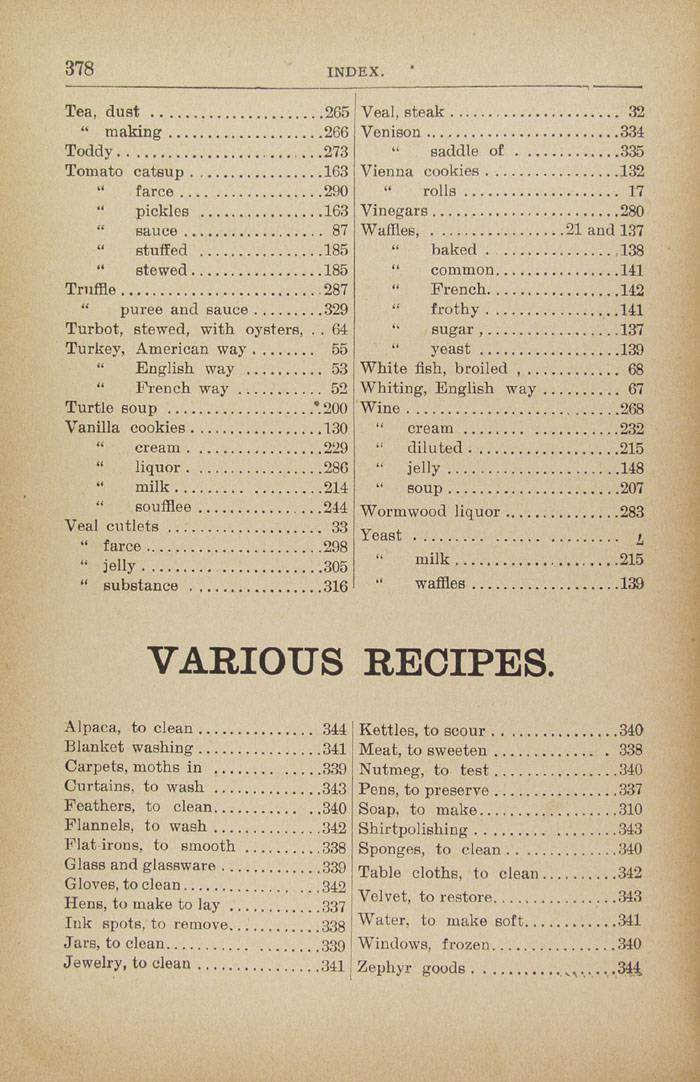 378
INDEX.
Tea, dust ......................265
“ making ..................266
Toddy........................273
Tomato catsup ................163
“ farce ..................290
“ pickles ................163
“ sauce .................. 87
“ stuffed ................185
“ stewed.................185
Truffle ........................287
“ puree and sauce .........329
Turbot, stewed, with oysters, .. 64
Turkey, American way ........ 55
“ English way ......... 53
“ French way .......... 52
Turtle soup ..................200
Vanilla cookies................130
“ cream ................229
“ liquor ................286
“ milk..................214
“ soufflee ...............244
Veal cutlets .................. 33
“ farce .....................298
“ jelly .....................305
“ substance ................316
Veal, steak ...................... 32
Venison .......................334
“ saddle of .............335
Vienna cookies ................132
“ rolls .................. 17
Vinegars ......................280
Waffles, ................21 and 137
“ baked ................138
“ common...............141
“ French................142
“ frothy ................141
“ sugar , ................137
“ yeast .................139
White fish, broiled , ........... 68
Whiting, English way .......... 67
Wine .........................268
“ cream ...................232
“ diluted ..................215
“ jelly ....................148
“ soup ....................207
Wormwood liquor ..............283
Yeast ..........................
“ milk ....................215
“ waffles ..................139
VARIOUS RECIPES.
Alpaca, to clean ............... 344
Blanket washing ...............341
Carpets, moths in .............339
Curtains, to wash .............343
Feathers, to clean..............340
Flannels, to wash ..............342
Flat irons, to smooth ..........338
Glass and glassware ............339
Gloves, to clean ................342
Hens, to make to lay ...........337
Ink spots, to remove............338
Jars, to clean...................339
Jewelry, to clean ...............341
Kettles, to scour ...............340
Meat, to sweeten .............. 338
Nutmeg, to test ...............340
Pens, to preserve ..............337
Soap, to make.................310
Shirtpolishing .................343
Sponges, to clean ..............340
Table cloths, to clean ...........342
Velvet, to restore...............343
Water, to make soft............341
Windows, frozen...............340
Zephyr goods .................344